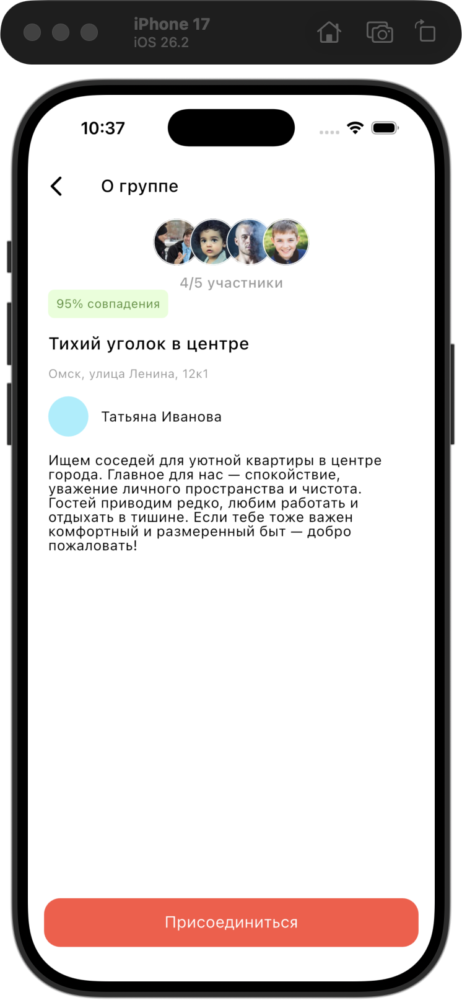 iPhone 17
iOS 26.2
10:37
О группе
4/5 участники
95% совпадения
Тихий уголок в центре
Омск, улица Ленина, 12к1
Татьяна Иванова
Ищем соседей для уютной квартиры в центре
города. Главное для нас — спокойствие,
уважение личного пространства и чистота.
Гостей приводим редко, любим работать и
отдыхать в тишине. Если тебе тоже важен
комфортный и размеренный быт — добро
пожаловать!
Присоединиться